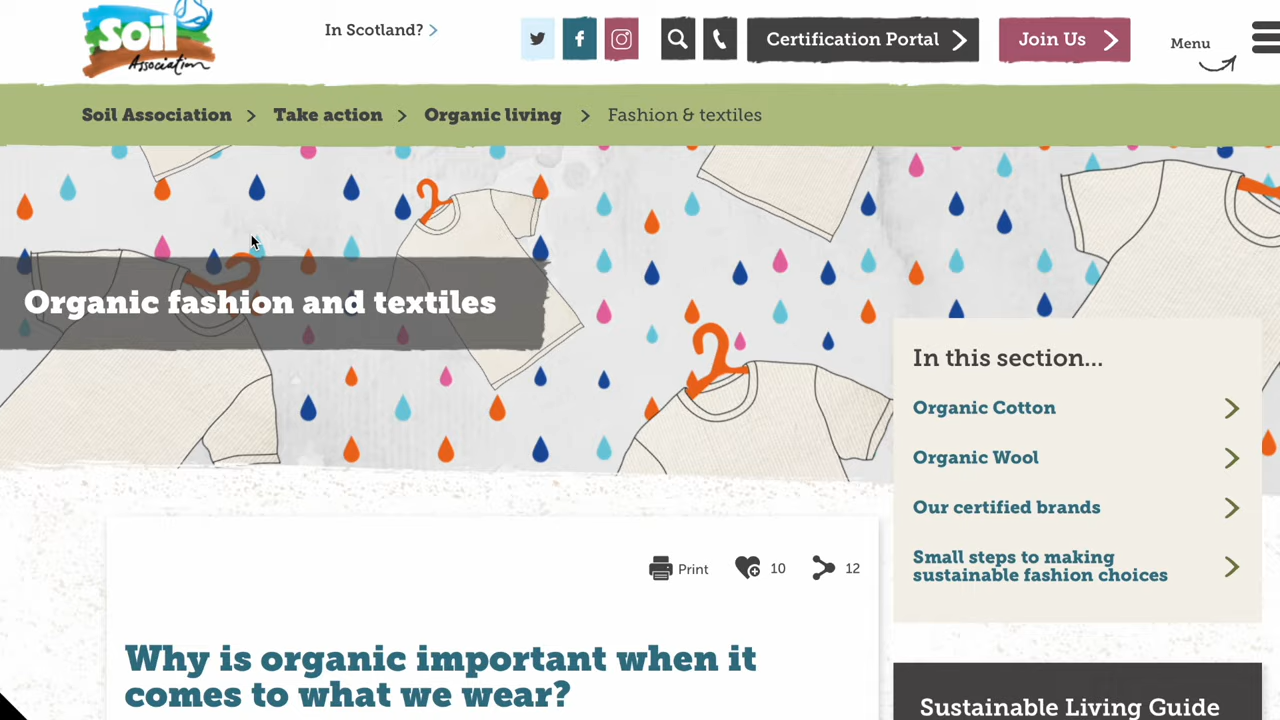 Soil
Association
In Scotland?
Certification Portal
Join Us
Menu
Soil Association > Take action > Organic living > Fashion & textiles
Organic fashion and textiles
In this section...
Organic Cotton
Organic Wool
Our certified brands
Small steps to making
sustainable fashion choices
Print 10 12
Why is organic important when it
comes to what we wear?
Sustainable Living Guide